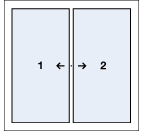 1 ← · → 2